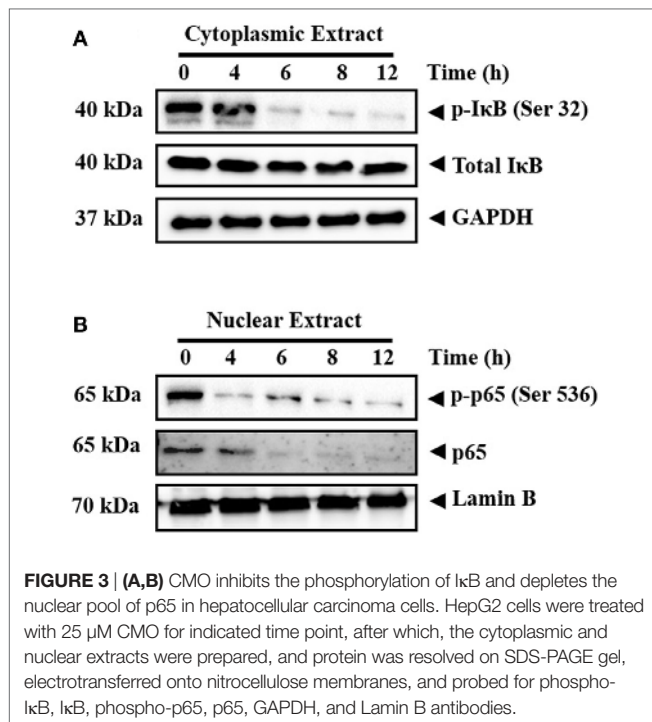 A
Cytoplasmic Extract
0 4 6 8 12 Time (h)
40 kDa ◄ p-IκB (Ser 32)
40 kDa ◄ Total IκB
37 kDa ◄ GAPDH
B
Nuclear Extract
0 4 6 8 12 Time (h)
65 kDa ◄ p-p65 (Ser 536)
65 kDa ◄ p65
70 kDa ◄ Lamin B
FIGURE 3 | (A,B) CMO inhibits the phosphorylation of IκB and depletes the
nuclear pool of p65 in hepatocellular carcinoma cells. HepG2 cells were treated
with 25 μM CMO for indicated time point, after which, the cytoplasmic and
nuclear extracts were prepared, and protein was resolved on SDS-PAGE gel,
electrotransferred onto nitrocellulose membranes, and probed for phospho-
IκB, IκB, phospho-p65, p65, GAPDH, and Lamin B antibodies.